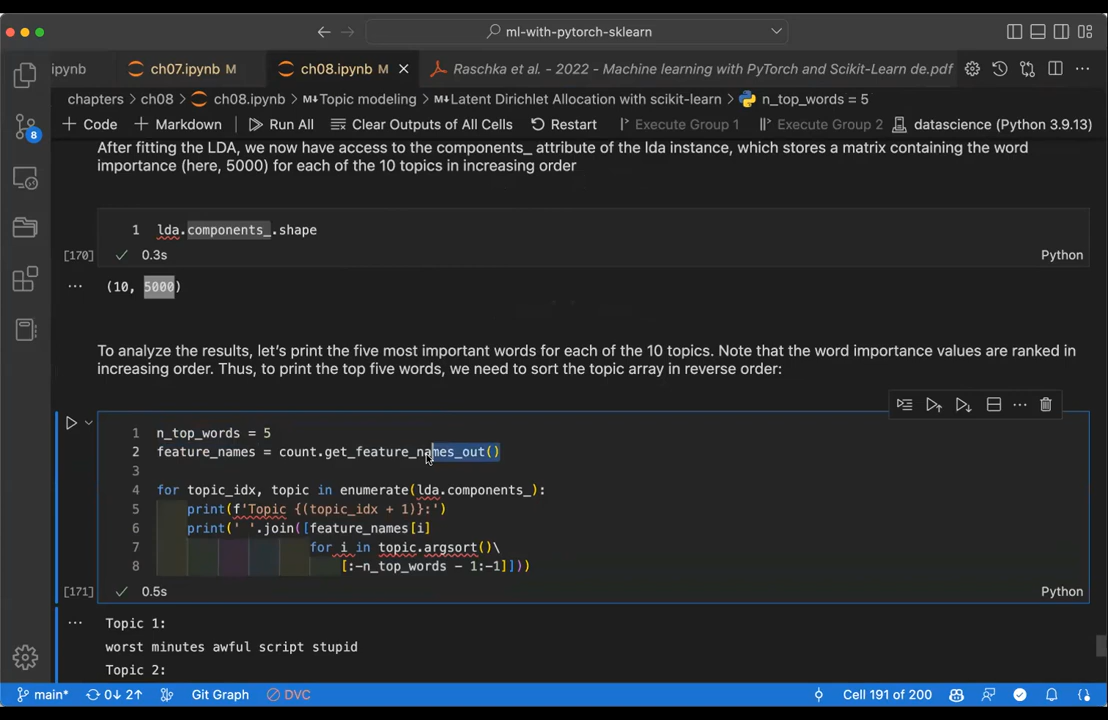 ml-with-pytorch-sklearn
ipynb
ch07.ipynb M
ch08.ipynb M
Raschka et al. - 2022 - Machine learning with PyTorch and Scikit-Learn de.pdf
chapters > ch08 > ch08.ipynb > M↓Topic modeling > M↓Latent Dirichlet Allocation with scikit-learn > n_top_words = 5
+ Code
+ Markdown
Run All
Clear Outputs of All Cells
Restart
Execute Group 1
Execute Group 2
datascience (Python 3.9.13)
After fitting the LDA, we now have access to the components_ attribute of the lda instance, which stores a matrix containing the word
importance (here, 5000) for each of the 10 topics in increasing order
1 lda.components_.shape
[170] ✓ 0.3s Python
... (10, 5000)
To analyze the results, let's print the five most important words for each of the 10 topics. Note that the word importance values are ranked in
increasing order. Thus, to print the top five words, we need to sort the topic array in reverse order:
1 n_top_words = 5
2 feature_names = count.get_feature_names_out()
3
4 for topic_idx, topic in enumerate(lda.components_):
5 print(f'Topic {(topic_idx + 1)}:')
6 print(' '.join([feature_names[i]
7 for i in topic.argsort()\
8 [:-n_top_words - 1:-1]]))
[171] ✓ 0.5s Python
... Topic 1:
worst minutes awful script stupid
Topic 2:
8
main*
0↓ 2↑
Git Graph
DVC
Cell 191 of 200